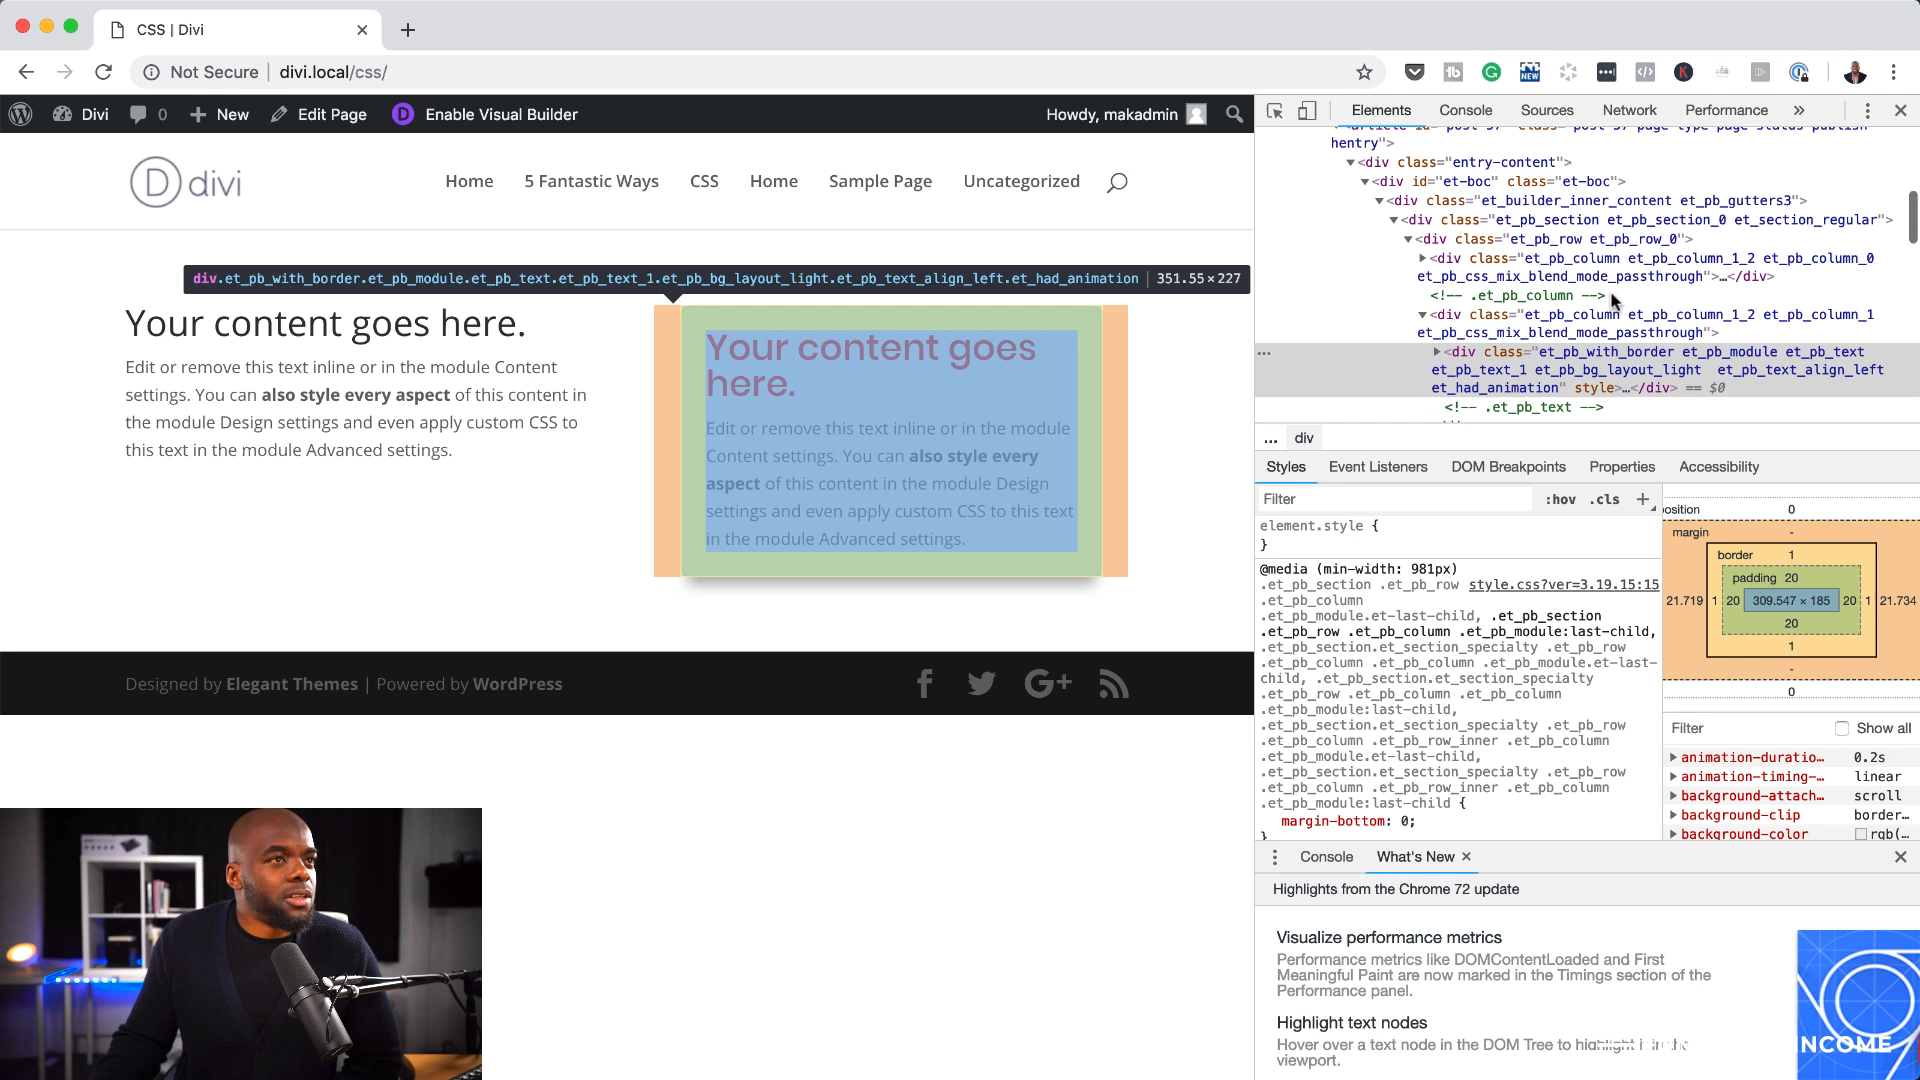 CSS | Divi
Not Secure | divi.local/css/
Divi 0 New Edit Page D Enable Visual Builder Howdy, makadmin
D divi
Home 5 Fantastic Ways CSS Home Sample Page Uncategorized
div.et_pb_with_border.et_pb_module.et_pb_text.et_pb_text_1.et_pb_bg_layout_light.et_pb_text_align_left.et_had_animation | 351.55×227
Your content goes here.
Edit or remove this text inline or in the module Content
settings. You can also style every aspect of this content in
the module Design settings and even apply custom CSS to
this text in the module Advanced settings.
Your content goes
here.
Edit or remove this text inline or in the module
Content settings. You can also style every
aspect of this content in the module Design
settings and even apply custom CSS to this text
in the module Advanced settings.
Designed by Elegant Themes | Powered by WordPress
Elements Console Sources Network Performance »
hentry">
<div class="entry-content">
<div id="et-boc" class="et-boc">
<div class="et_builder_inner_content et_pb_gutters3">
<div class="et_pb_section et_pb_section_0 et_section_regular">
<div class="et_pb_row et_pb_row_0">
<div class="et_pb_column et_pb_column_1_2 et_pb_column_0
et_pb_css_mix_blend_mode_passthrough">…</div>
<!-- .et_pb_column -->
<div class="et_pb_column et_pb_column_1_2 et_pb_column_1
et_pb_css_mix_blend_mode_passthrough">
<div class="et_pb_with_border et_pb_module et_pb_text
et_pb_text_1 et_pb_bg_layout_light et_pb_text_align_left
et_had_animation" style>…</div> == $0
<!-- .et_pb_text -->
... div
Styles Event Listeners DOM Breakpoints Properties Accessibility
Filter :hov .cls +
element.style {
}
@media (min-width: 981px)
.et_pb_section .et_pb_row style.css?ver=3.19.15:15
.et_pb_column
.et_pb_module.et-last-child, .et_pb_section
.et_pb_row .et_pb_column .et_pb_module:last-child,
.et_pb_section.et_section_specialty .et_pb_row
.et_pb_column .et_pb_column .et_pb_module.et-last-
child, .et_pb_section.et_section_specialty
.et_pb_row .et_pb_column .et_pb_column
.et_pb_module:last-child,
.et_pb_section.et_section_specialty .et_pb_row
.et_pb_column .et_pb_row_inner .et_pb_column
.et_pb_module.et-last-child,
.et_pb_section.et_section_specialty .et_pb_row
.et_pb_column .et_pb_row_inner .et_pb_column
.et_pb_module:last-child {
margin-bottom: 0;
}
position 0
margin -
border 1
padding 20
21.719 1 20 309.547 × 185 20 1 21.734
20
1
-
0
Filter Show all
animation-duratio… 0.2s
animation-timing-… linear
background-attach… scroll
background-clip border…
background-color rgb(…
Console What's New
Highlights from the Chrome 72 update
Visualize performance metrics
Performance metrics like DOMContentLoaded and First
Meaningful Paint are now marked in the Timings section of the
Performance panel.
Highlight text nodes
Hover over a text node in the DOM Tree to highlight it in the
viewport.
INCOME